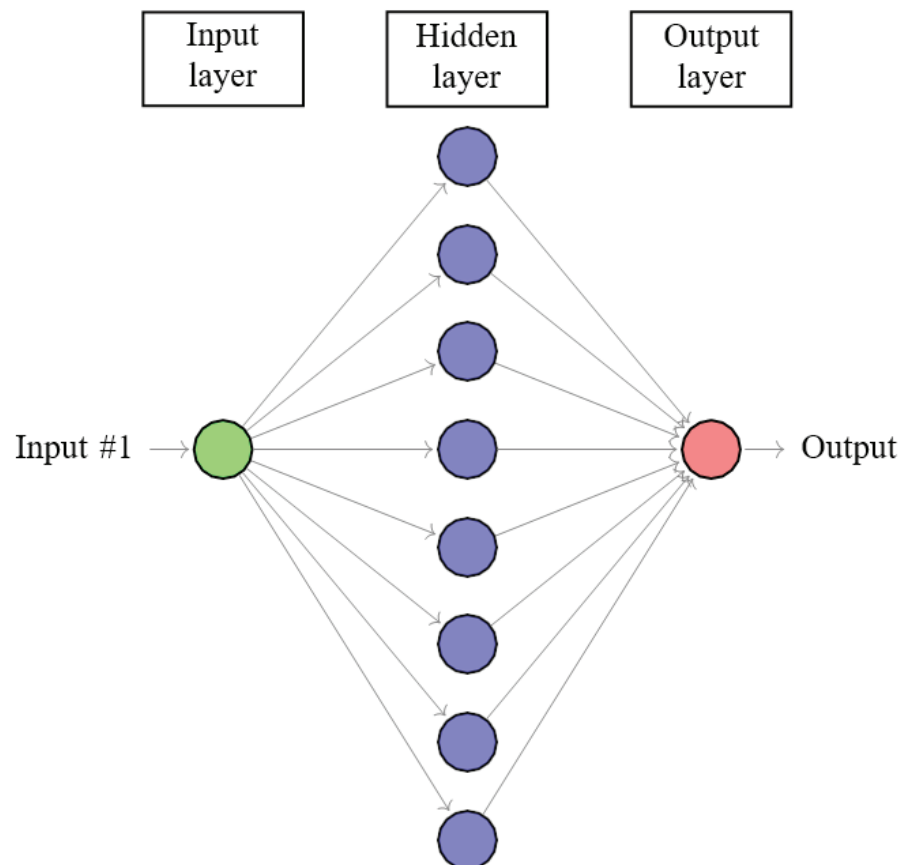 Input
layer
Hidden
layer
Output
layer
Input #1
Output